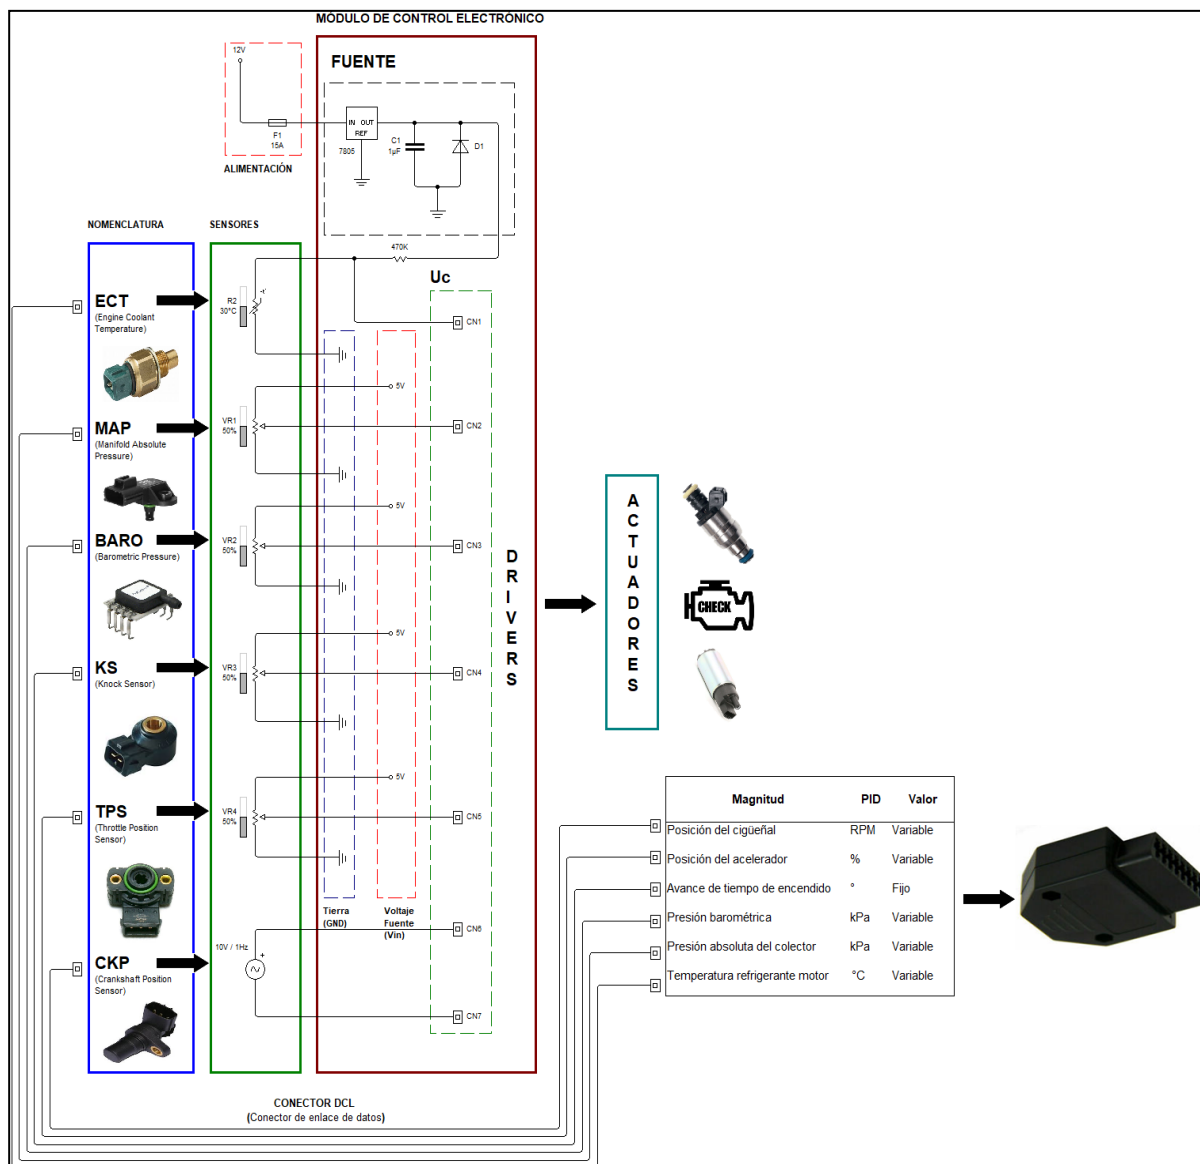 MÓDULO DE CONTROL ELECTRÓNICO
12V
F1
15A
ALIMENTACIÓN
FUENTE
IN OUT
REF
7805
C1
1µF
D1
NOMENCLATURA
SENSORES
470K
Uc
ECT
(Engine Coolant
Temperature)
R2
30°C
CN1
5V
MAP
(Manifold Absolute
Pressure)
VR1
50%
CN2
5V
BARO
(Barometric Pressure)
VR2
50%
CN3
5V
KS
(Knock Sensor)
VR3
50%
CN4
5V
TPS
(Throttle Position
Sensor)
VR4
50%
CN5
Tierra
(GND)
Voltaje
Fuente
(Vin)
CKP
(Crankshaft Position
Sensor)
10V / 1Hz
+
CN6
CN7
DRIVERS
ACTUADORES
CHECK
Magnitud PID Valor
Posición del cigüeñal RPM Variable
Posición del acelerador % Variable
Avance de tiempo de encendido ° Fijo
Presión barométrica kPa Variable
Presión absoluta del colector kPa Variable
Temperatura refrigerante motor °C Variable
CONECTOR DCL
(Conector de enlace de datos)